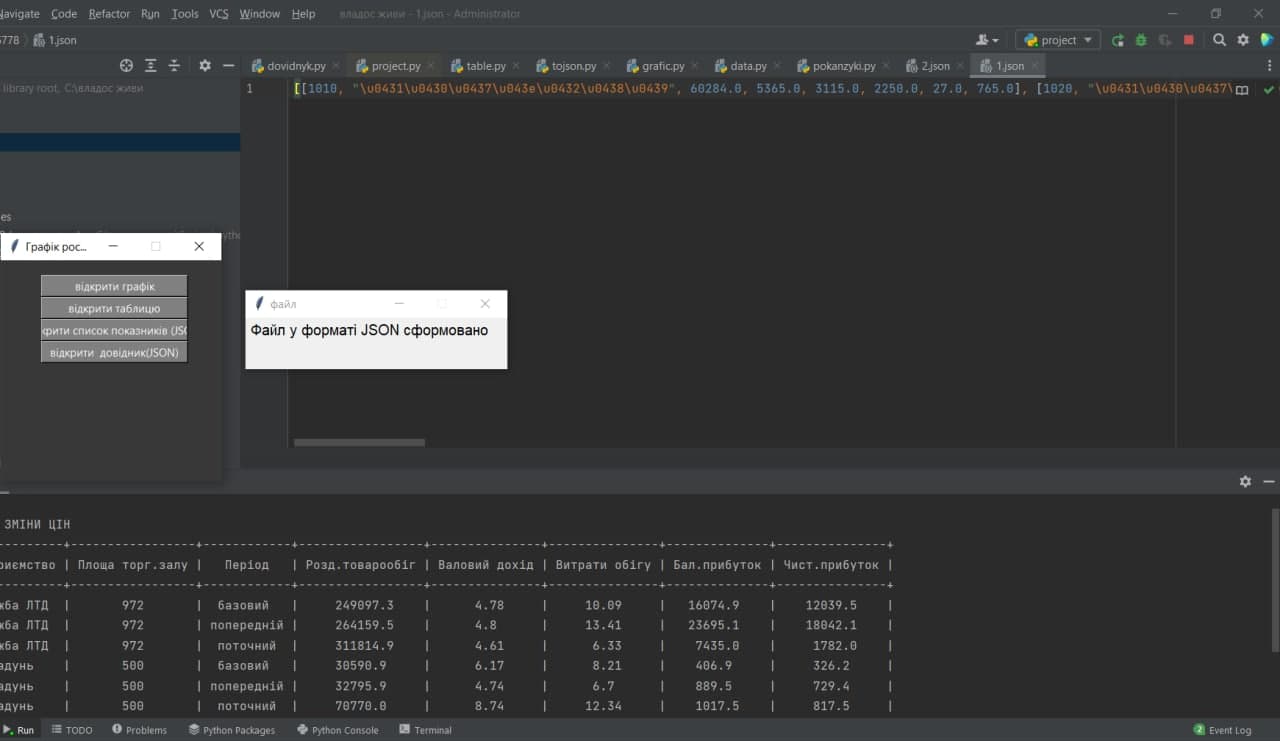 Navigate Code Refactor Run Tools VCS Window Help владос живи - 1.json - Administrator
5778 1.json project
dovidnyk.py project.py table.py tojson.py grafic.py data.py pokanzyki.py 2.json 1.json
library root, C:\владос живи
1 [[1010, "\u0431\u0430\u0437\u043e\u0432\u0438\u0439", 60284.0, 5365.0, 3115.0, 2250.0, 27.0, 765.0], [1020, "\u0431\u0430\u0437\u0437\
es
ytho
Графік рос...
відкрити графік
відкрити таблицю
крити список показників (JSO
відкрити довідник(JSON)
файл
Файл у форматі JSON сформовано
ЗМІНИ ЦІН
---------+-----------------+------------+-----------------+---------------+---------------+--------------+---------------+
риємство | Площа торг.залу | Період | Розд.товарообіг | Валовий дохід | Витрати обігу | Бал.прибуток | Чист.прибуток |
---------+-----------------+------------+-----------------+---------------+---------------+--------------+---------------+
жба ЛТД | 972 | базовий | 249097.3 | 4.78 | 10.09 | 16074.9 | 12039.5 |
жба ЛТД | 972 | попередній | 264159.5 | 4.8 | 13.41 | 23695.1 | 18042.1 |
жба ЛТД | 972 | поточний | 311814.9 | 4.61 | 6.33 | 7435.0 | 1782.0 |
адунь | 500 | базовий | 30590.9 | 6.17 | 8.21 | 406.9 | 326.2 |
адунь | 500 | попередній | 32795.9 | 4.74 | 6.7 | 889.5 | 729.4 |
адунь | 500 | поточний | 70770.0 | 8.74 | 12.34 | 1017.5 | 817.5 |
Run TODO Problems Python Packages Python Console Terminal 2 Event Log